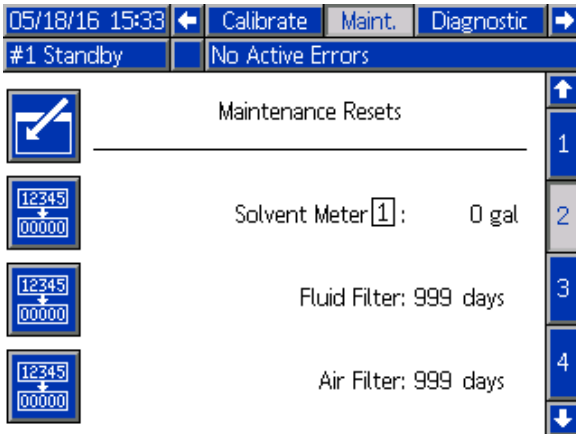 05/18/16 15:33 Calibrate Maint. Diagnostic
#1 Standby No Active Errors
Maintenance Resets
1
12345
00000
Solvent Meter 1 : 0 gal
2
12345
00000
Fluid Filter: 999 days
3
12345
00000
Air Filter: 999 days
4